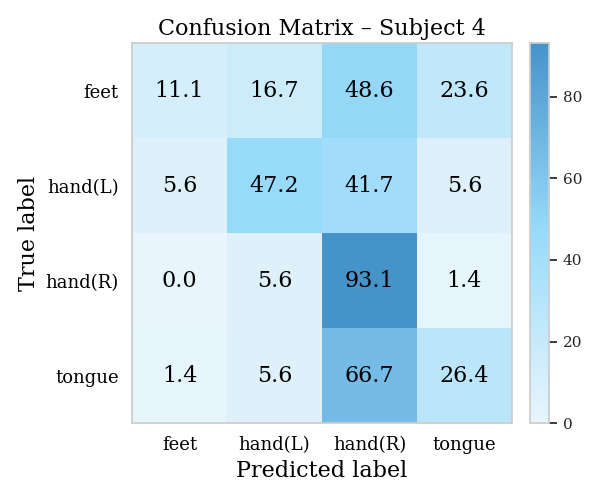 Confusion Matrix – Subject 4
True label
feet 11.1 16.7 48.6 23.6
hand(L) 5.6 47.2 41.7 5.6
hand(R) 0.0 5.6 93.1 1.4
tongue 1.4 5.6 66.7 26.4
feet hand(L) hand(R) tongue
Predicted label
80
60
40
20
0